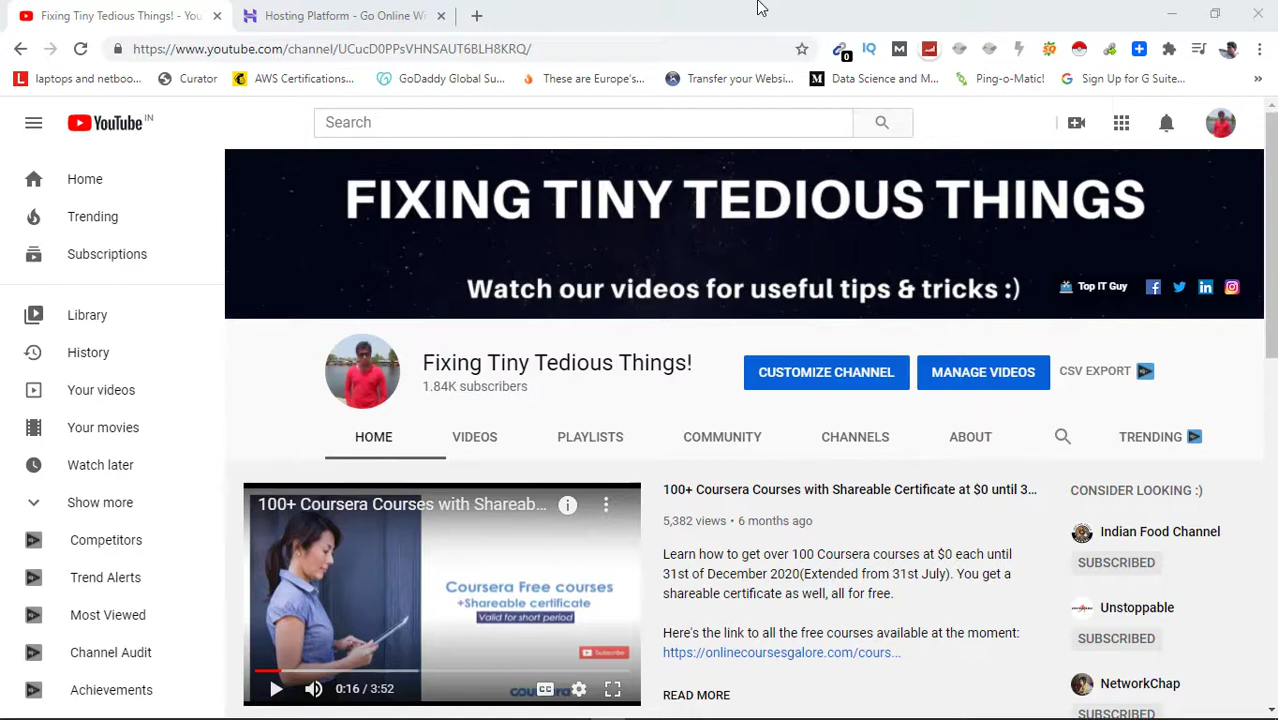 Fixing Tiny Tedious Things! - You
Hosting Platform - Go Online Wi
https://www.youtube.com/channel/UCucD0PPsVHNSAUT6BLH8KRQ/
IQ
0
laptops and netboo...
Curator
AWS Certifications...
GoDaddy Global Su...
These are Europe's...
Transfer your Websi...
Data Science and M...
Ping-o-Matic!
Sign Up for G Suite...
YouTube IN
Search
FIXING TINY TEDIOUS THINGS
Watch our videos for useful tips & tricks :)
Top IT Guy
Home
Trending
Subscriptions
Library
History
Your videos
Your movies
Watch later
Show more
Competitors
Trend Alerts
Most Viewed
Channel Audit
Achievements
Fixing Tiny Tedious Things!
1.84K subscribers
CUSTOMIZE CHANNEL
MANAGE VIDEOS
CSV EXPORT
HOME
VIDEOS
PLAYLISTS
COMMUNITY
CHANNELS
ABOUT
TRENDING
100+ Coursera Courses with Shareab...
Coursera Free courses
+Shareable certificate
Valid for short period
Subscribe
0:16 / 3:52
CC
100+ Coursera Courses with Shareable Certificate at $0 until 3...
5,382 views • 6 months ago
Learn how to get over 100 Coursera courses at $0 each until
31st of December 2020(Extended from 31st July). You get a
shareable certificate as well, all for free.
Here's the link to all the free courses available at the moment:
https://onlinecoursesgalore.com/cours...
READ MORE
CONSIDER LOOKING :)
Indian Food Channel
SUBSCRIBED
Unstoppable
SUBSCRIBED
NetworkChap
SUBSCRIBED